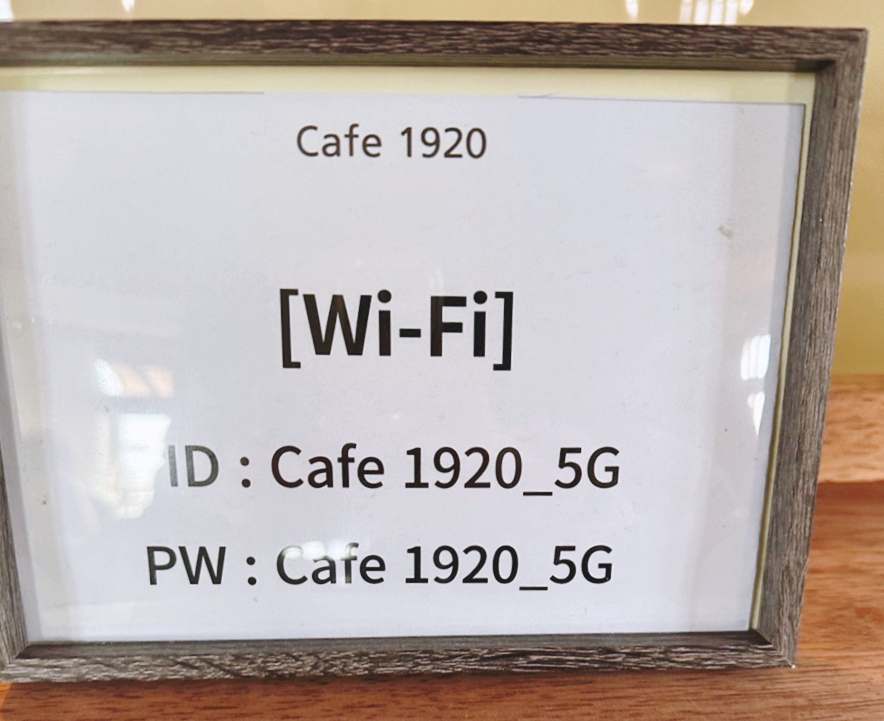 Cafe 1920
[Wi-Fi]
ID : Cafe 1920_5G
PW : Cafe 1920_5G